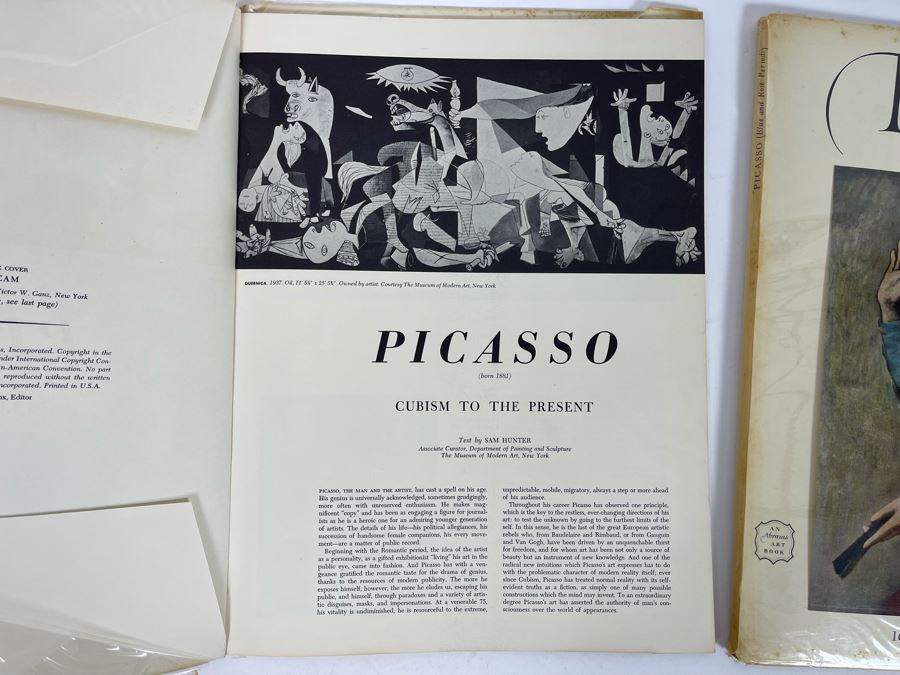 COVER
EAM
Victor W. Ganz, New York
, see last page)
s, Incorporated. Copyright in the
nder International Copyright Con-
n-American Convention. No part
reproduced without the written
ncorporated. Printed in U.S.A.
ox, Editor
GUERNICA. 1937. Oil, 11' 5½" x 25' 5¾". Owned by artist. Courtesy The Museum of Modern Art, New York
PICASSO
(born 1881)
CUBISM TO THE PRESENT
Text by SAM HUNTER
Associate Curator, Department of Painting and Sculpture
The Museum of Modern Art, New York
PICASSO, THE MAN AND THE ARTIST, has cast a spell on his age.
His genius is universally acknowledged, sometimes grudgingly,
more often with unreserved enthusiasm. He makes mag-
nificent "copy" and has been as engaging a figure for journal-
ists as he is a heroic one for an admiring younger generation
of artists. The details of his life—his political allegiances, his
succession of handsome female companions, his every move-
ment—are a matter of public record.
Beginning with the Romantic period, the idea of the artist
as a personality, as a gifted exhibitionist "living" his art in the
public eye, came into fashion. And Picasso has with a ven-
geance gratified the romantic taste for the drama of genius,
thanks to the resources of modern publicity. The more he
exposes himself, however, the more he eludes us, escaping his
public, and himself, through paradoxes and a variety of artis-
tic disguises, masks, and impersonations. At a venerable 75,
his vitality is undiminished; he is resourceful to the extreme,
unpredictable, mobile, migratory, always a step or more ahead
of his audience.
Throughout his career Picasso has observed one principle,
which is the key to the restless, ever-changing directions of his
art: to test the unknown by going to the furthest limits of the
self. In this sense, he is the last of the great European artistic
rebels who, from Baudelaire and Rimbaud, or from Gauguin
and Van Gogh, have been driven by an unquenchable thirst
for freedom, and for whom art has been not only a source of
beauty but an instrument of new knowledge. And one of the
radical new intuitions which Picasso's art expresses has to do
with the problematic character of modern reality itself; ever
since Cubism, Picasso has treated normal reality with its self-
evident truths as a fiction, as simply one of many possible
constructions which the mind may invent. To an extraordinary
degree Picasso's art has asserted the authority of man's con-
sciousness over the world of appearances.
PICASSO (Blue and Rose Periods)
AN
Abrams
ART
BOOK